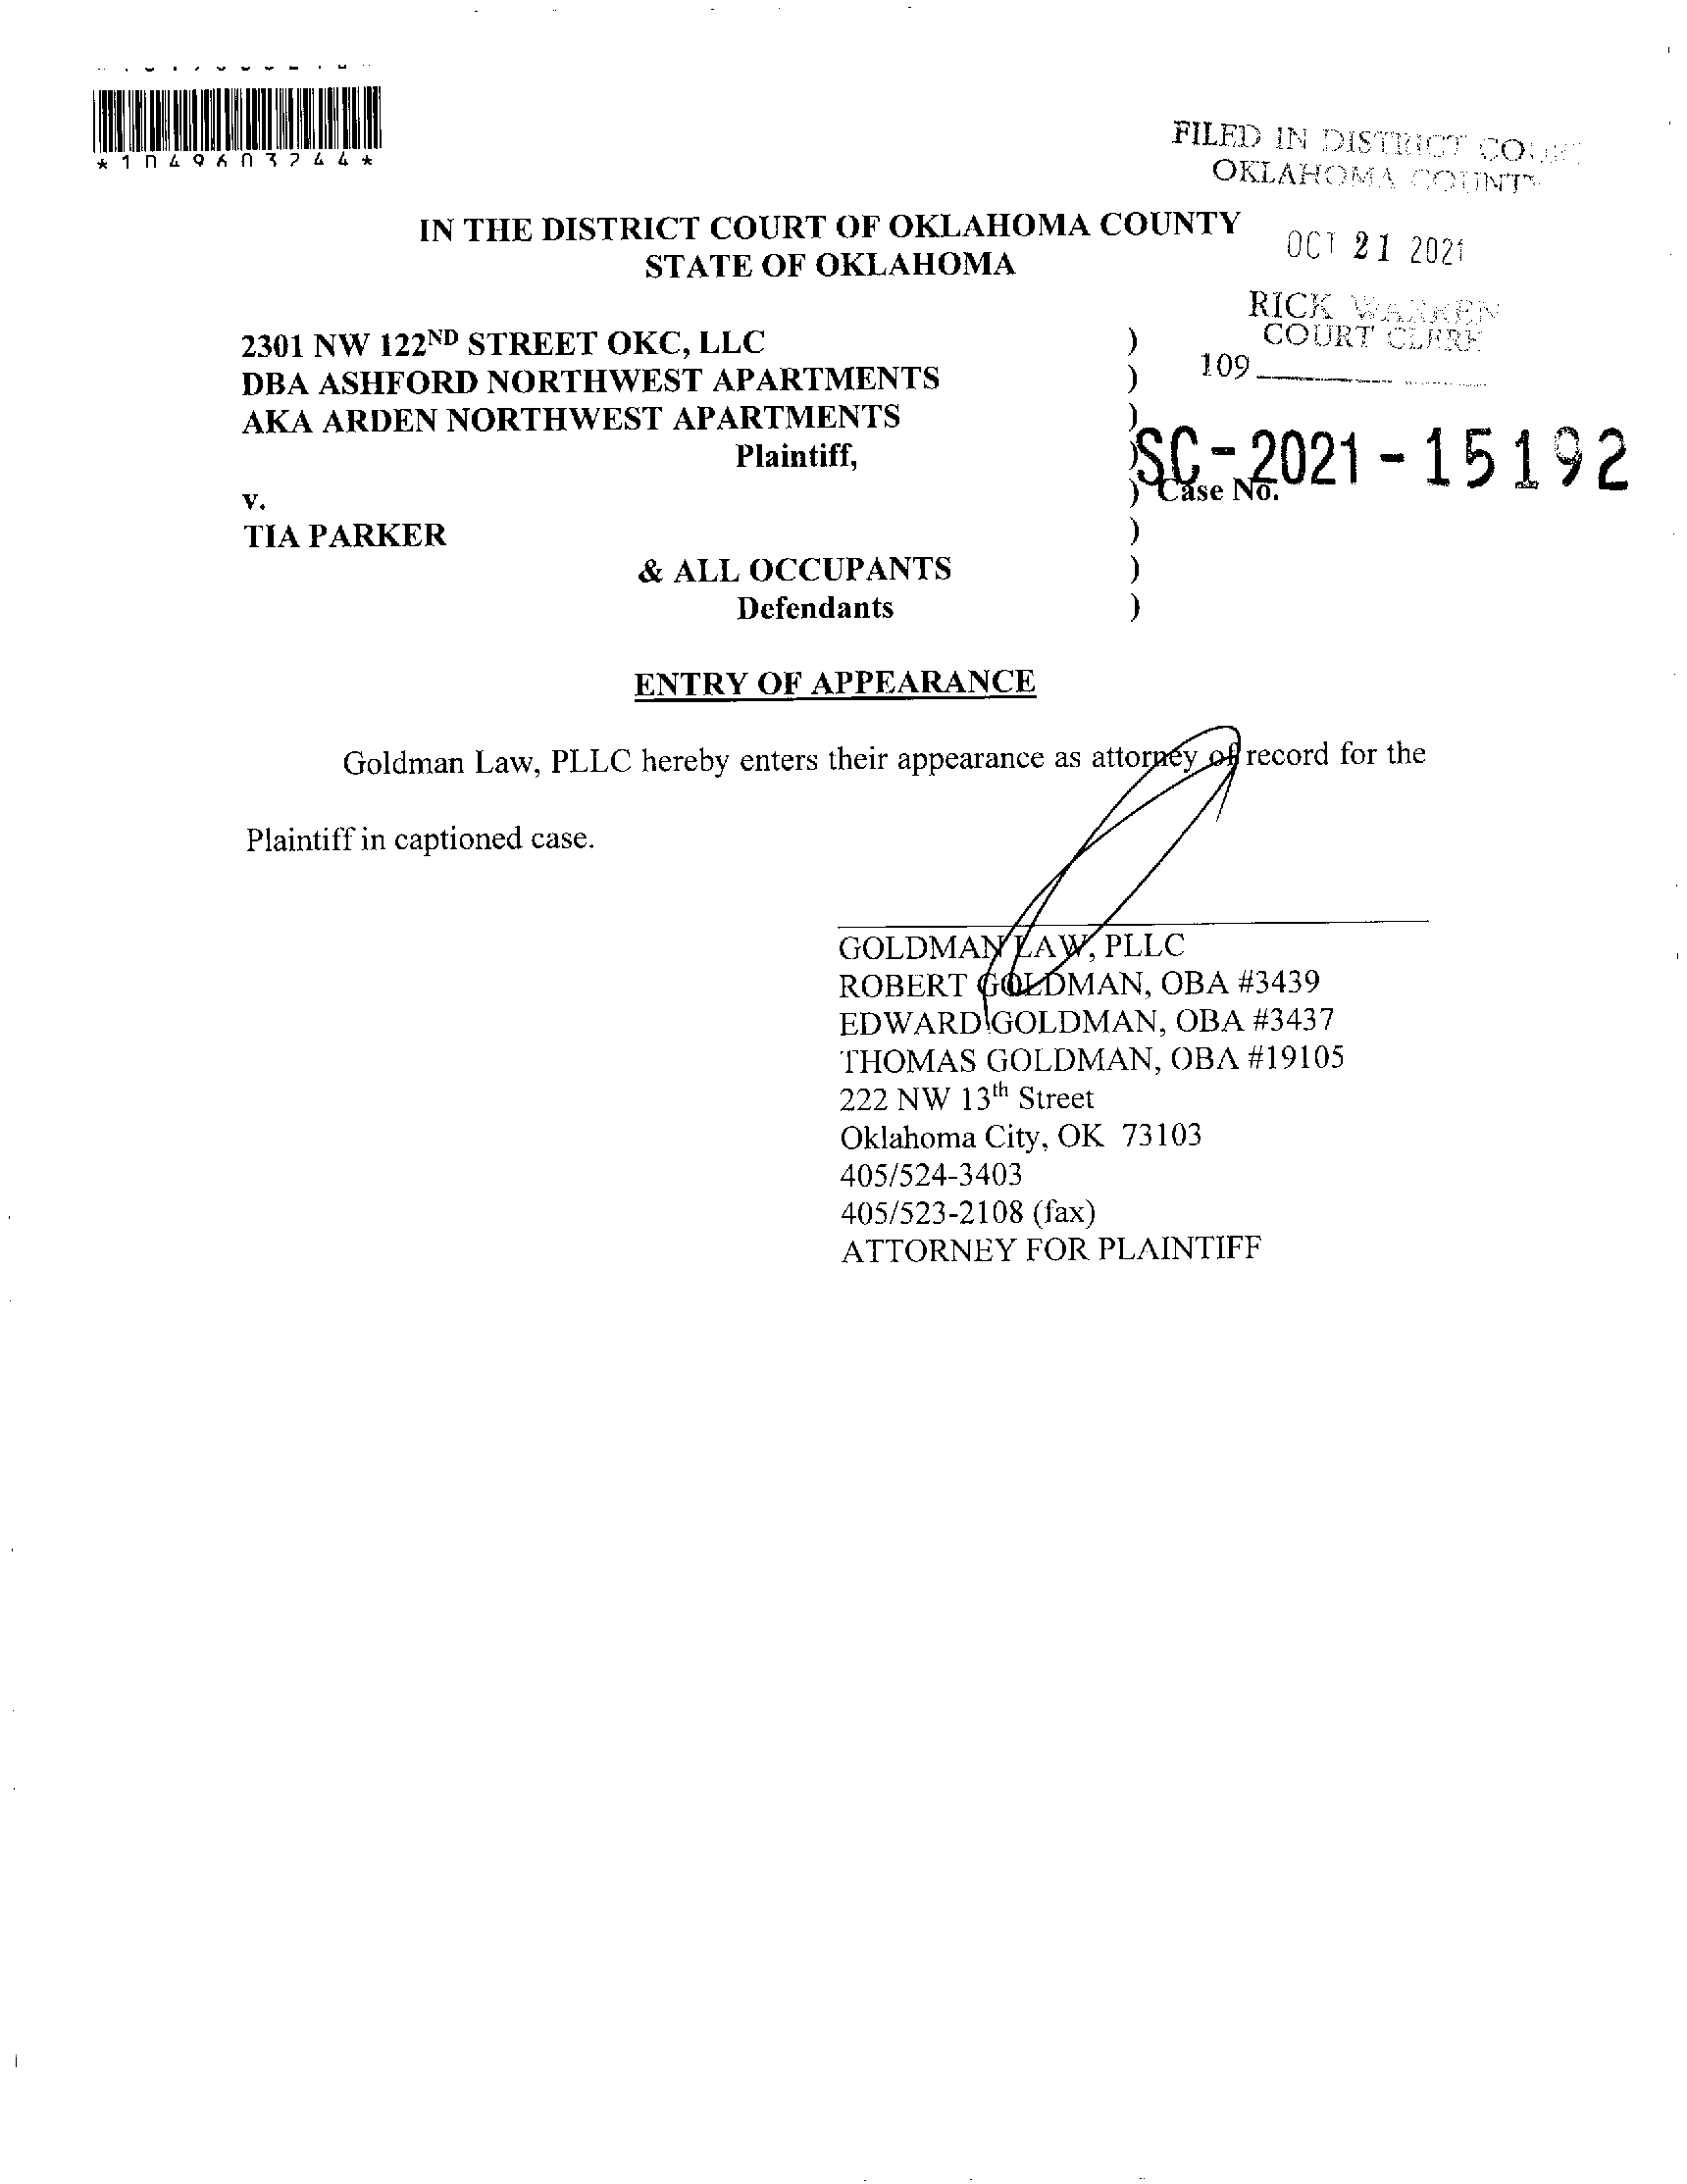 *1049603244*
FILED IN DISTRICT COURT
OKLAHOMA COUNTY
OCT 21 2021
RICK WARREN
COURT CLERK
109
IN THE DISTRICT COURT OF OKLAHOMA COUNTY
STATE OF OKLAHOMA
2301 NW 122ND STREET OKC, LLC )
DBA ASHFORD NORTHWEST APARTMENTS )
AKA ARDEN NORTHWEST APARTMENTS )
Plaintiff, )
SC-2021-15192
v. ) Case No.
TIA PARKER )
& ALL OCCUPANTS )
Defendants )
ENTRY OF APPEARANCE
Goldman Law, PLLC hereby enters their appearance as attorney of record for the
Plaintiff in captioned case.
GOLDMAN LAW, PLLC
ROBERT GOLDMAN, OBA #3439
EDWARD GOLDMAN, OBA #3437
THOMAS GOLDMAN, OBA #19105
222 NW 13th Street
Oklahoma City, OK 73103
405/524-3403
405/523-2108 (fax)
ATTORNEY FOR PLAINTIFF